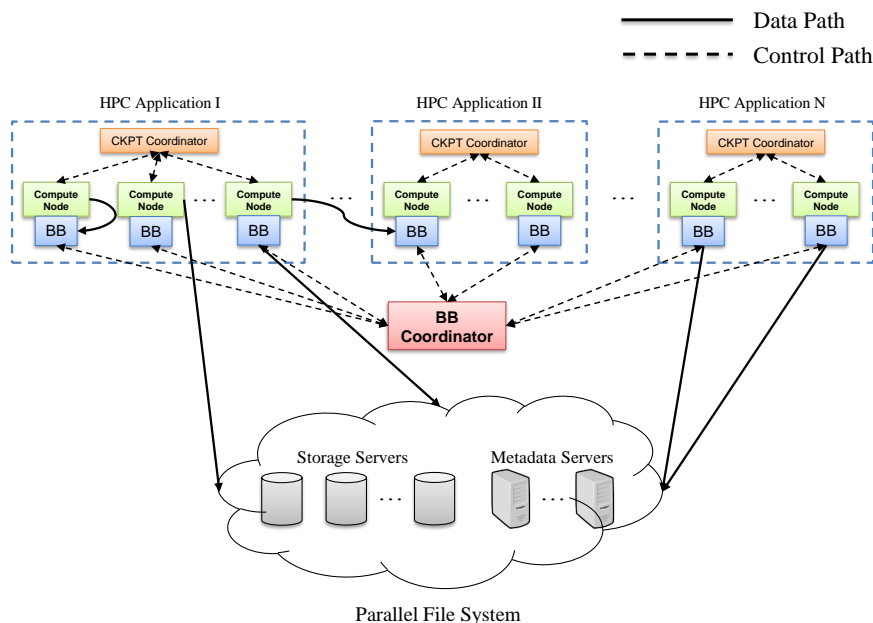 Data Path
Control Path
HPC Application I
HPC Application II
HPC Application N
CKPT Coordinator
CKPT Coordinator
CKPT Coordinator
Compute Node
Compute Node
...
Compute Node
...
Compute Node
...
Compute Node
...
Compute Node
...
Compute Node
BB
BB
BB
BB
BB
BB
BB
BB Coordinator
Storage Servers
Metadata Servers
...
...
Parallel File System